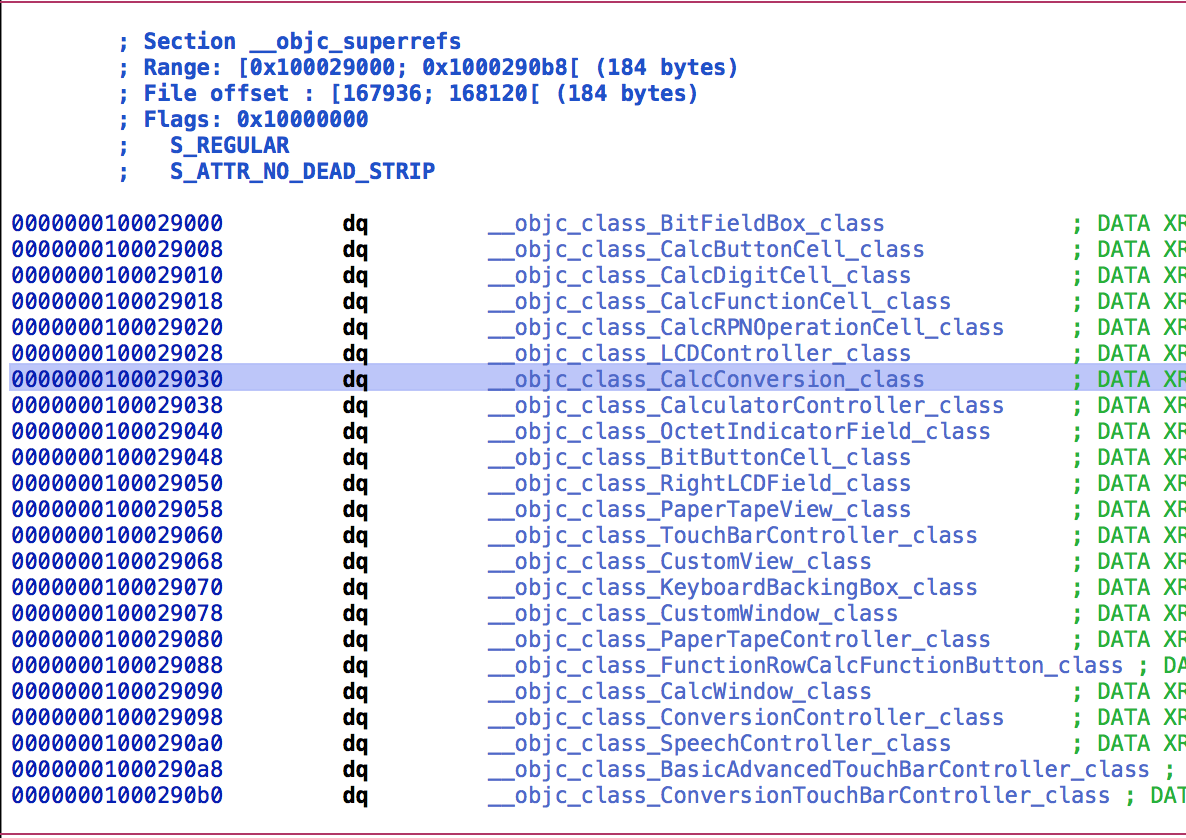 ; Section __objc_superrefs
; Range: [0x100029000; 0x1000290b8[ (184 bytes)
; File offset : [167936; 168120[ (184 bytes)
; Flags: 0x10000000
;   S_REGULAR
;   S_ATTR_NO_DEAD_STRIP
0000000100029000 dq __objc_class_BitFieldBox_class ; DATA XR
0000000100029008 dq __objc_class_CalcButtonCell_class ; DATA XR
0000000100029010 dq __objc_class_CalcDigitCell_class ; DATA XR
0000000100029018 dq __objc_class_CalcFunctionCell_class ; DATA XR
0000000100029020 dq __objc_class_CalcRPNOperationCell_class ; DATA XR
0000000100029028 dq __objc_class_LCDController_class ; DATA XR
0000000100029030 dq __objc_class_CalcConversion_class ; DATA XR
0000000100029038 dq __objc_class_CalculatorController_class ; DATA XR
0000000100029040 dq __objc_class_OctetIndicatorField_class ; DATA XR
0000000100029048 dq __objc_class_BitButtonCell_class ; DATA XR
0000000100029050 dq __objc_class_RightLCDField_class ; DATA XR
0000000100029058 dq __objc_class_PaperTapeView_class ; DATA XR
0000000100029060 dq __objc_class_TouchBarController_class ; DATA XR
0000000100029068 dq __objc_class_CustomView_class ; DATA XR
0000000100029070 dq __objc_class_KeyboardBackingBox_class ; DATA XR
0000000100029078 dq __objc_class_CustomWindow_class ; DATA XR
0000000100029080 dq __objc_class_PaperTapeController_class ; DATA XR
0000000100029088 dq __objc_class_FunctionRowCalcFunctionButton_class ; DA
0000000100029090 dq __objc_class_CalcWindow_class ; DATA XR
0000000100029098 dq __objc_class_ConversionController_class ; DATA XR
00000001000290a0 dq __objc_class_SpeechController_class ; DATA XR
00000001000290a8 dq __objc_class_BasicAdvancedTouchBarController_class ;
00000001000290b0 dq __objc_class_ConversionTouchBarController_class ; DAT